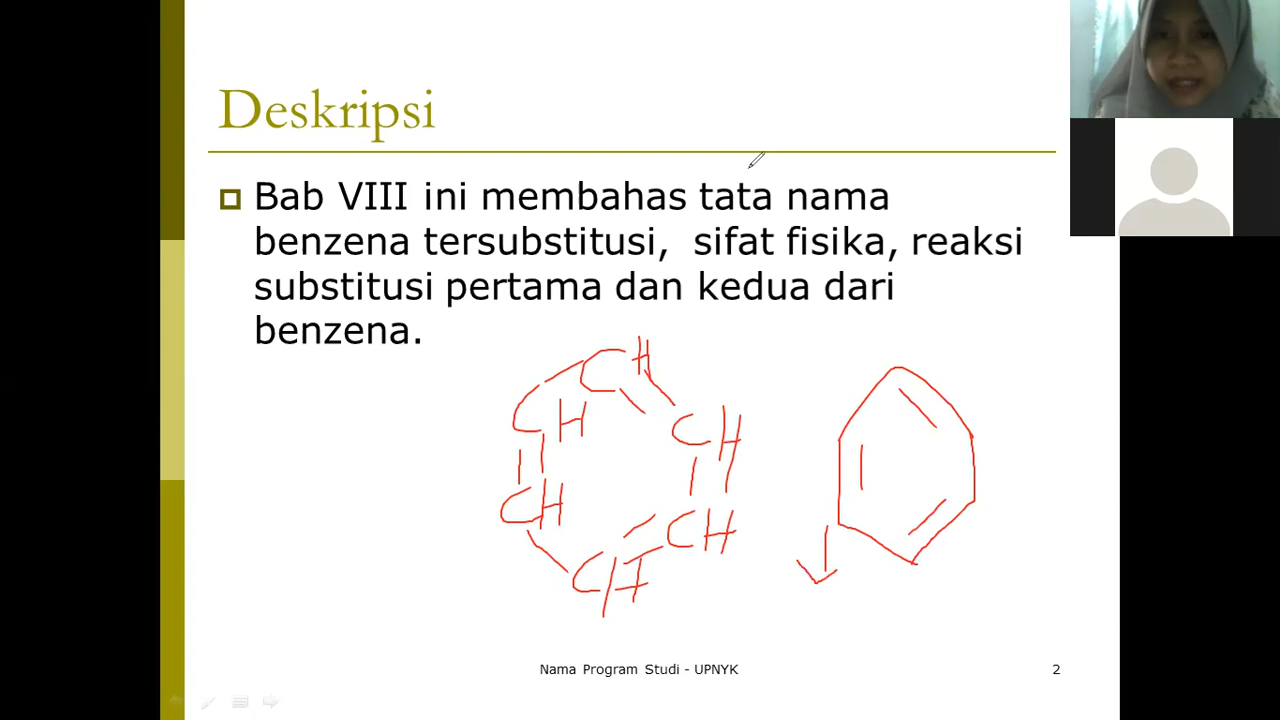 Deskripsi
Bab VIII ini membahas tata nama
benzena tersubstitusi, sifat fisika, reaksi
substitusi pertama dan kedua dari
benzena.
CH
CH
CH
CH
CH
CH
Nama Program Studi - UPNYK
2